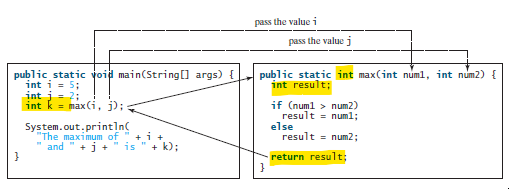 pass the value i
pass the value j
public static void main(String[] args) {
int i = 5;
int j = 2;
int k = max(i, j);
System.out.println(
"The maximum of " + i +
" and " + j + " is " + k);
}
public static int max(int num1, int num2) {
int result;
if (num1 > num2)
result = num1;
else
result = num2;
return result;
}